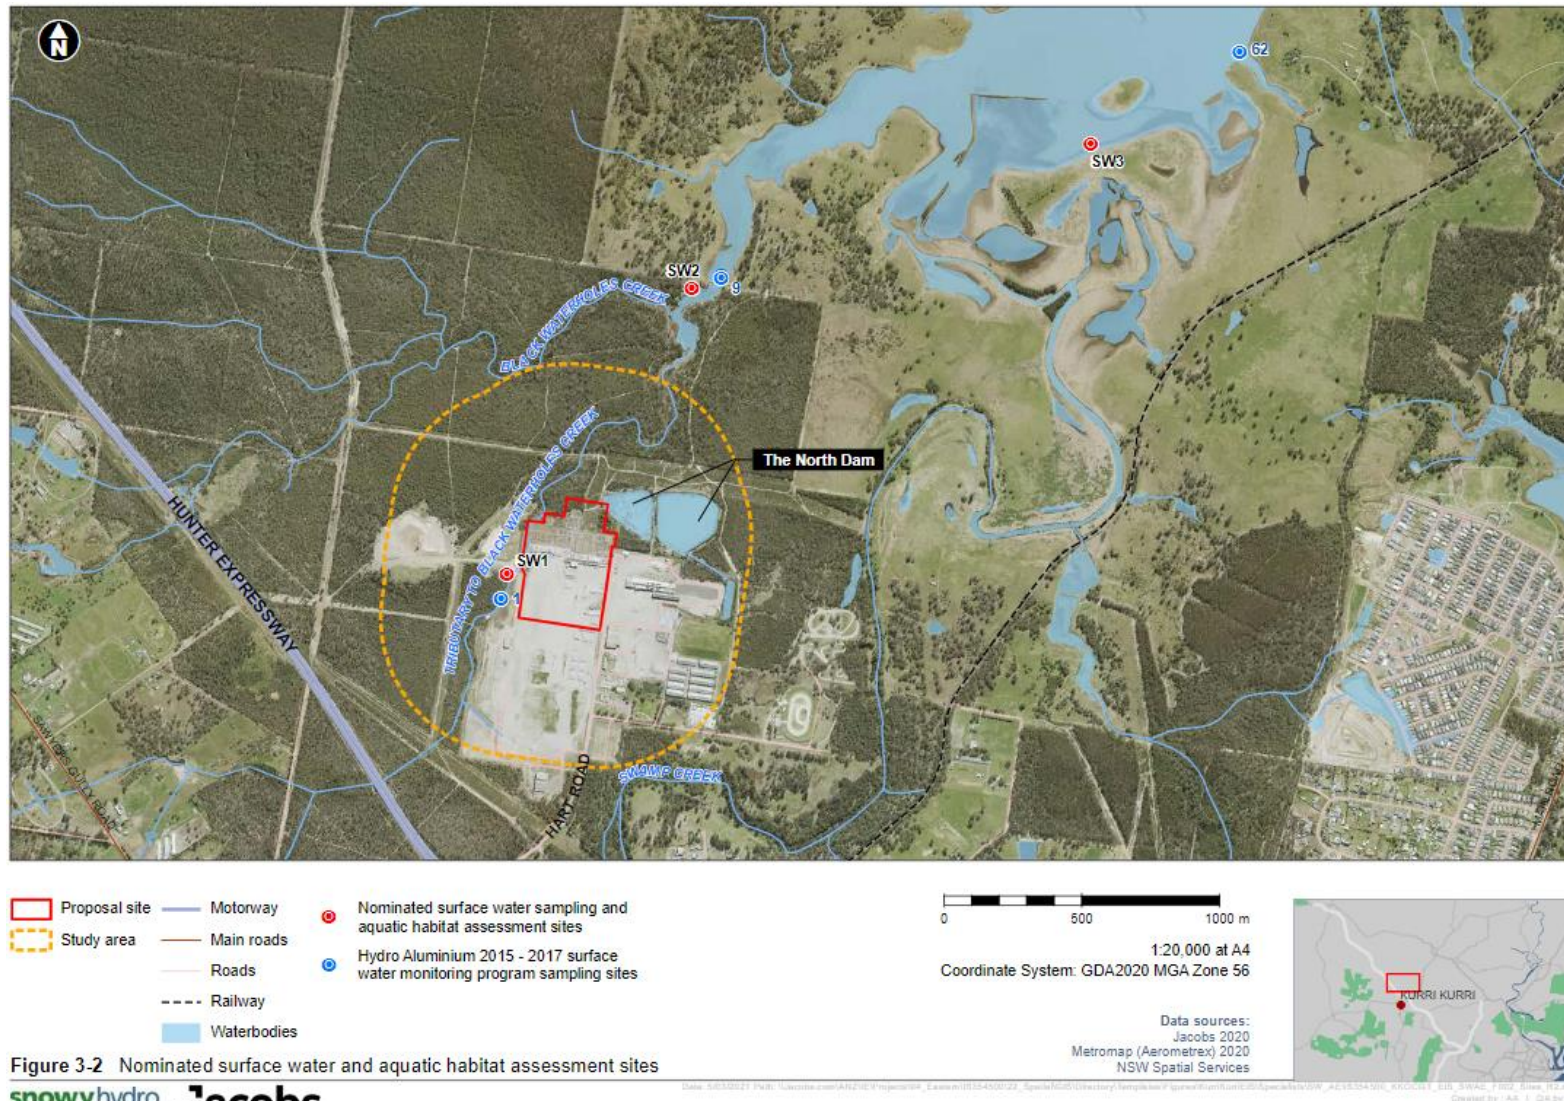 N
62
SW3
SW2
9
BLACK WATERHOLES CREEK
The North Dam
TRIBUTARY TO BLACK WATERHOLES CREEK
HUNTER EXPRESSWAY
SW1
1
SWAMP CREEK
HART ROAD
Proposal site
Study area
Motorway
Main roads
Roads
Railway
Waterbodies
Nominated surface water sampling and
aquatic habitat assessment sites
Hydro Aluminium 2015 - 2017 surface
water monitoring program sampling sites
0 500 1000 m
1:20,000 at A4
Coordinate System: GDA2020 MGA Zone 56
Data sources:
Jacobs 2020
Metromap (Aerometrex) 2020
NSW Spatial Services
KURRI KURRI
Figure 3-2 Nominated surface water and aquatic habitat assessment sites
snowyhydro Jacobs